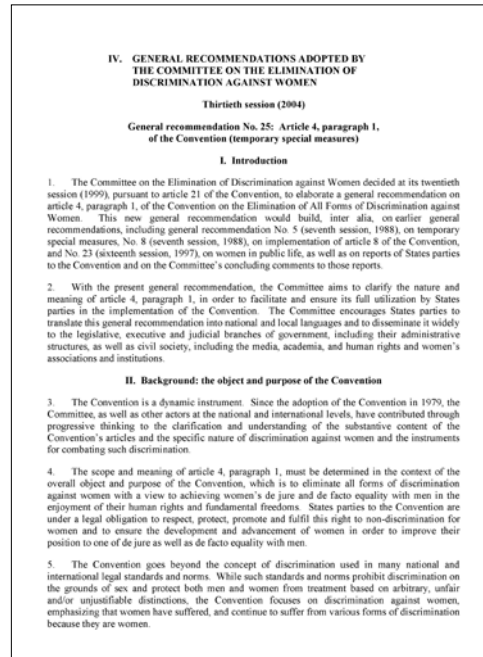 IV. GENERAL RECOMMENDATIONS ADOPTED BY
THE COMMITTEE ON THE ELIMINATION OF
DISCRIMINATION AGAINST WOMEN
Thirtieth session (2004)
General recommendation No. 25: Article 4, paragraph 1,
of the Convention (temporary special measures)
I. Introduction
1. The Committee on the Elimination of Discrimination against Women decided at its twentieth
session (1999), pursuant to article 21 of the Convention, to elaborate a general recommendation on
article 4, paragraph 1, of the Convention on the Elimination of All Forms of Discrimination against
Women. This new general recommendation would build, inter alia, on earlier general
recommendations, including general recommendation No. 5 (seventh session, 1988), on temporary
special measures, No. 8 (seventh session, 1988), on implementation of article 8 of the Convention,
and No. 23 (sixteenth session, 1997), on women in public life, as well as on reports of States parties
to the Convention and on the Committee's concluding comments to those reports.
2. With the present general recommendation, the Committee aims to clarify the nature and
meaning of article 4, paragraph 1, in order to facilitate and ensure its full utilization by States
parties in the implementation of the Convention. The Committee encourages States parties to
translate this general recommendation into national and local languages and to disseminate it widely
to the legislative, executive and judicial branches of government, including their administrative
structures, as well as civil society, including the media, academia, and human rights and women's
associations and institutions.
II. Background: the object and purpose of the Convention
3. The Convention is a dynamic instrument. Since the adoption of the Convention in 1979, the
Committee, as well as other actors at the national and international levels, have contributed through
progressive thinking to the clarification and understanding of the substantive content of the
Convention's articles and the specific nature of discrimination against women and the instruments
for combating such discrimination.
4. The scope and meaning of article 4, paragraph 1, must be determined in the context of the
overall object and purpose of the Convention, which is to eliminate all forms of discrimination
against women with a view to achieving women's de jure and de facto equality with men in the
enjoyment of their human rights and fundamental freedoms. States parties to the Convention are
under a legal obligation to respect, protect, promote and fulfil this right to non-discrimination for
women and to ensure the development and advancement of women in order to improve their
position to one of de jure as well as de facto equality with men.
5. The Convention goes beyond the concept of discrimination used in many national and
international legal standards and norms. While such standards and norms prohibit discrimination on
the grounds of sex and protect both men and women from treatment based on arbitrary, unfair
and/or unjustifiable distinctions, the Convention focuses on discrimination against women,
emphasizing that women have suffered, and continue to suffer from various forms of discrimination
because they are women.